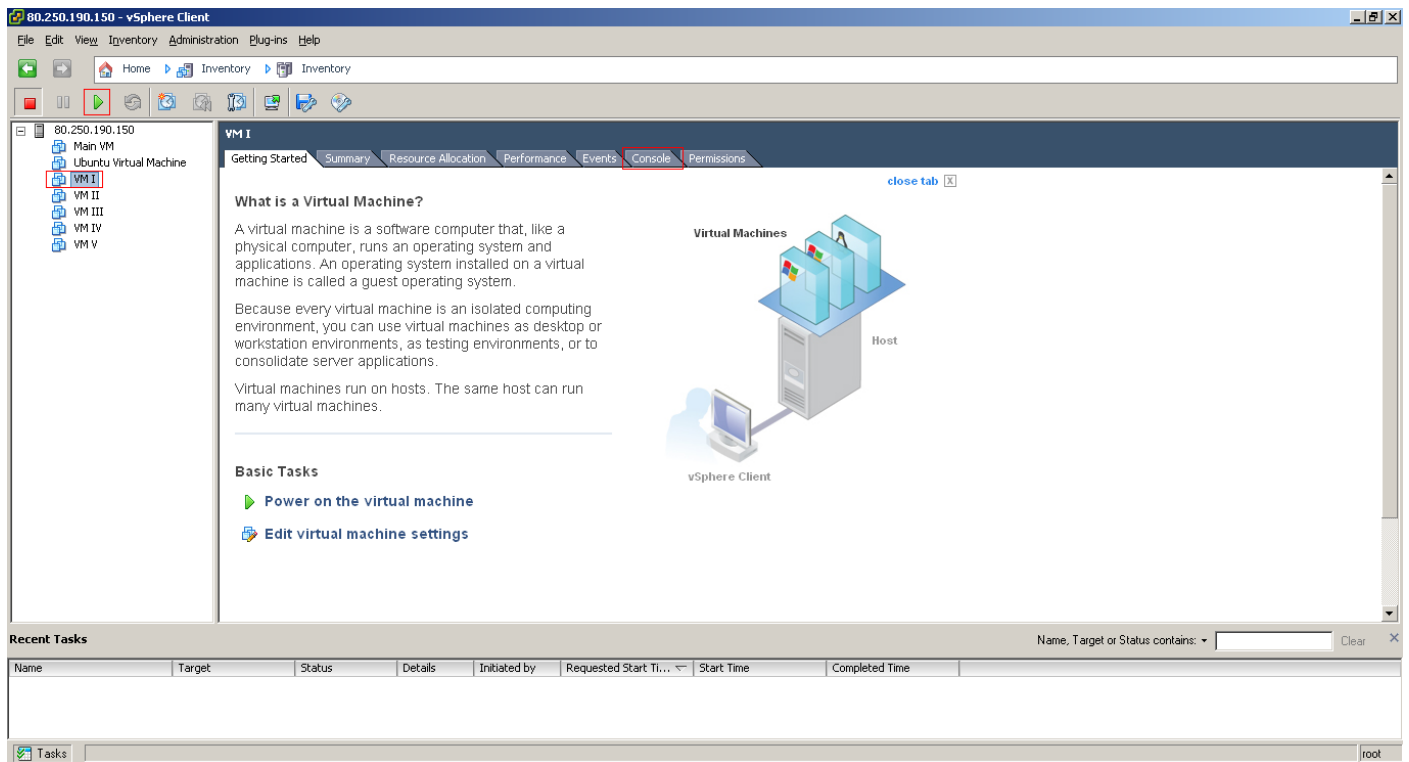 80.250.190.150 - vSphere Client
File Edit View Inventory Administration Plug-ins Help
Home Inventory Inventory
80.250.190.150
Main VM
Ubuntu Virtual Machine
VM I
VM II
VM III
VM IV
VM V
VM I
Getting Started Summary Resource Allocation Performance Events Console Permissions
close tab X
What is a Virtual Machine?
A virtual machine is a software computer that, like a
physical computer, runs an operating system and
applications. An operating system installed on a virtual
machine is called a guest operating system.
Because every virtual machine is an isolated computing
environment, you can use virtual machines as desktop or
workstation environments, as testing environments, or to
consolidate server applications.
Virtual machines run on hosts. The same host can run
many virtual machines.
Basic Tasks
Power on the virtual machine
Edit virtual machine settings
Virtual Machines
Host
vSphere Client
Recent Tasks
Name, Target or Status contains:
Clear
Name Target Status Details Initiated by Requested Start Ti... Start Time Completed Time
Tasks
root